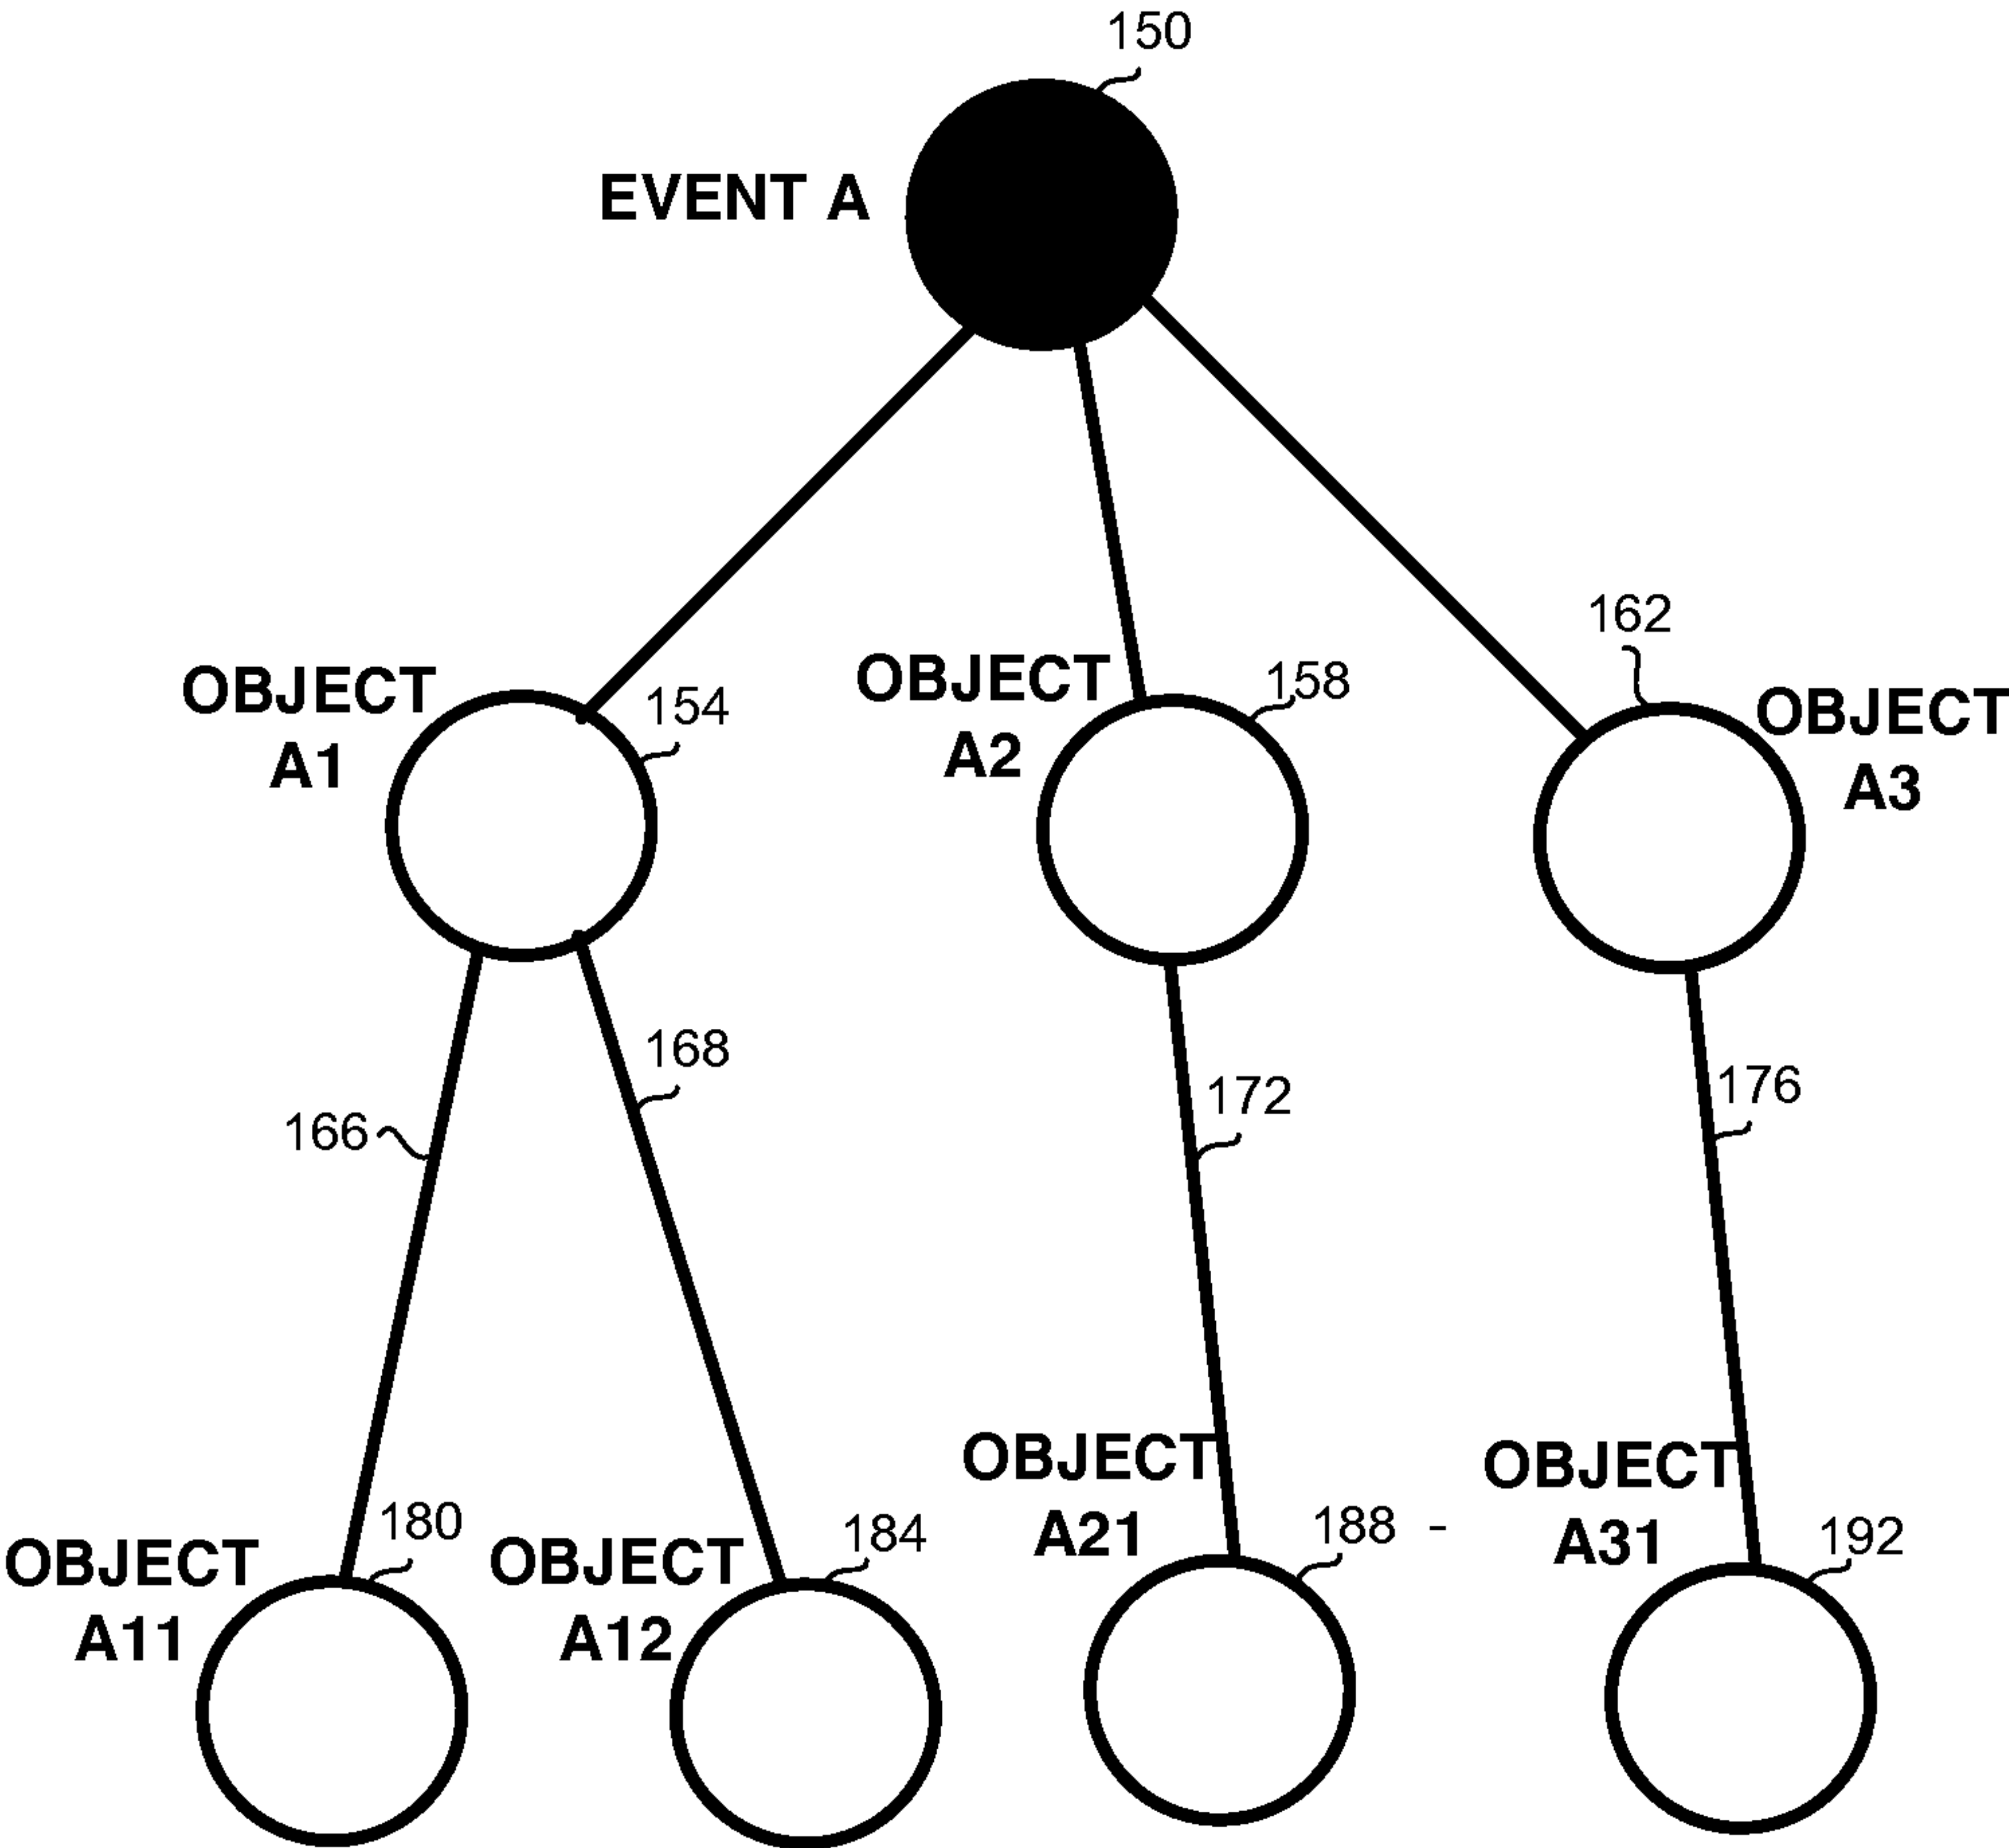 150
EVENT A
162
OBJECT
A1
154
OBJECT
A2
158
OBJECT
A3
168
166
172
176
OBJECT
A11
180
OBJECT
A12
184
OBJECT
A21
188 -
OBJECT
A31
192